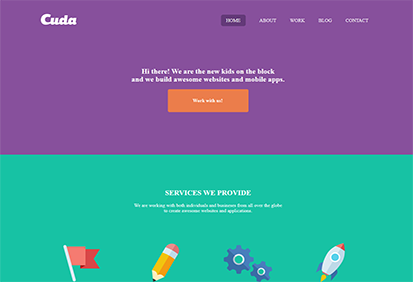 Cuda
HOME ABOUT WORK BLOG CONTACT
Hi there! We are the new kids on the block
and we build awesome websites and mobile apps.
Work with us!
SERVICES WE PROVIDE
We are working with both individuals and businesses from all over the globe
to create awesome websites and applications.